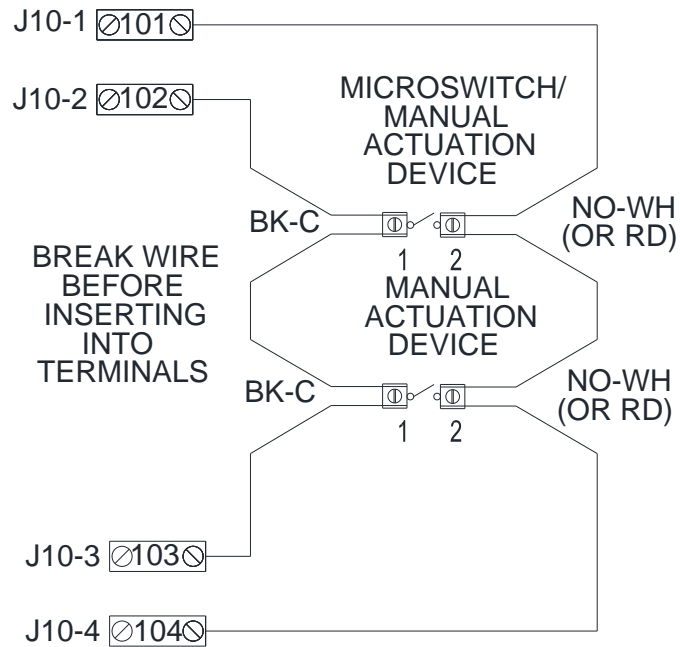 J10-1 101
J10-2 102
MICROSWITCH/
MANUAL
ACTUATION
DEVICE
BK-C
NO-WH
(OR RD)
1 2
BREAK WIRE
BEFORE
INSERTING
INTO
TERMINALS
MANUAL
ACTUATION
DEVICE
BK-C
NO-WH
(OR RD)
1 2
J10-3 103
J10-4 104